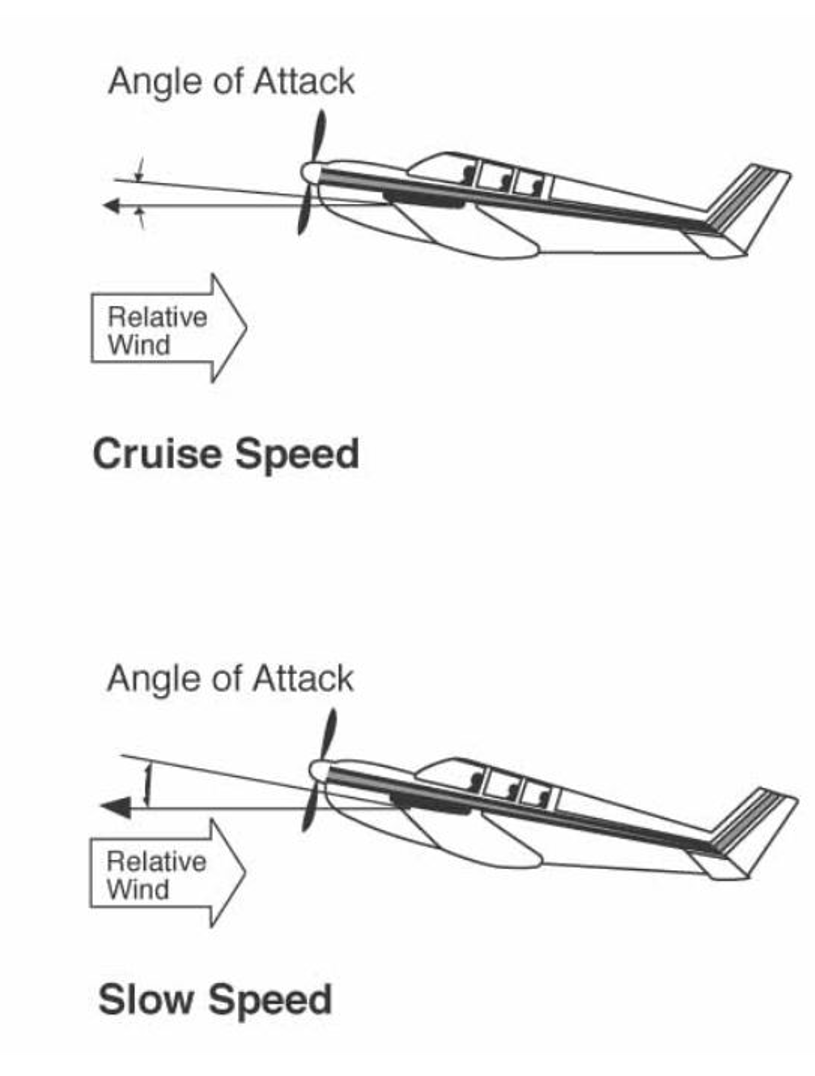 Angle of Attack
Relative
Wind
Cruise Speed
Angle of Attack
Relative
Wind
Slow Speed